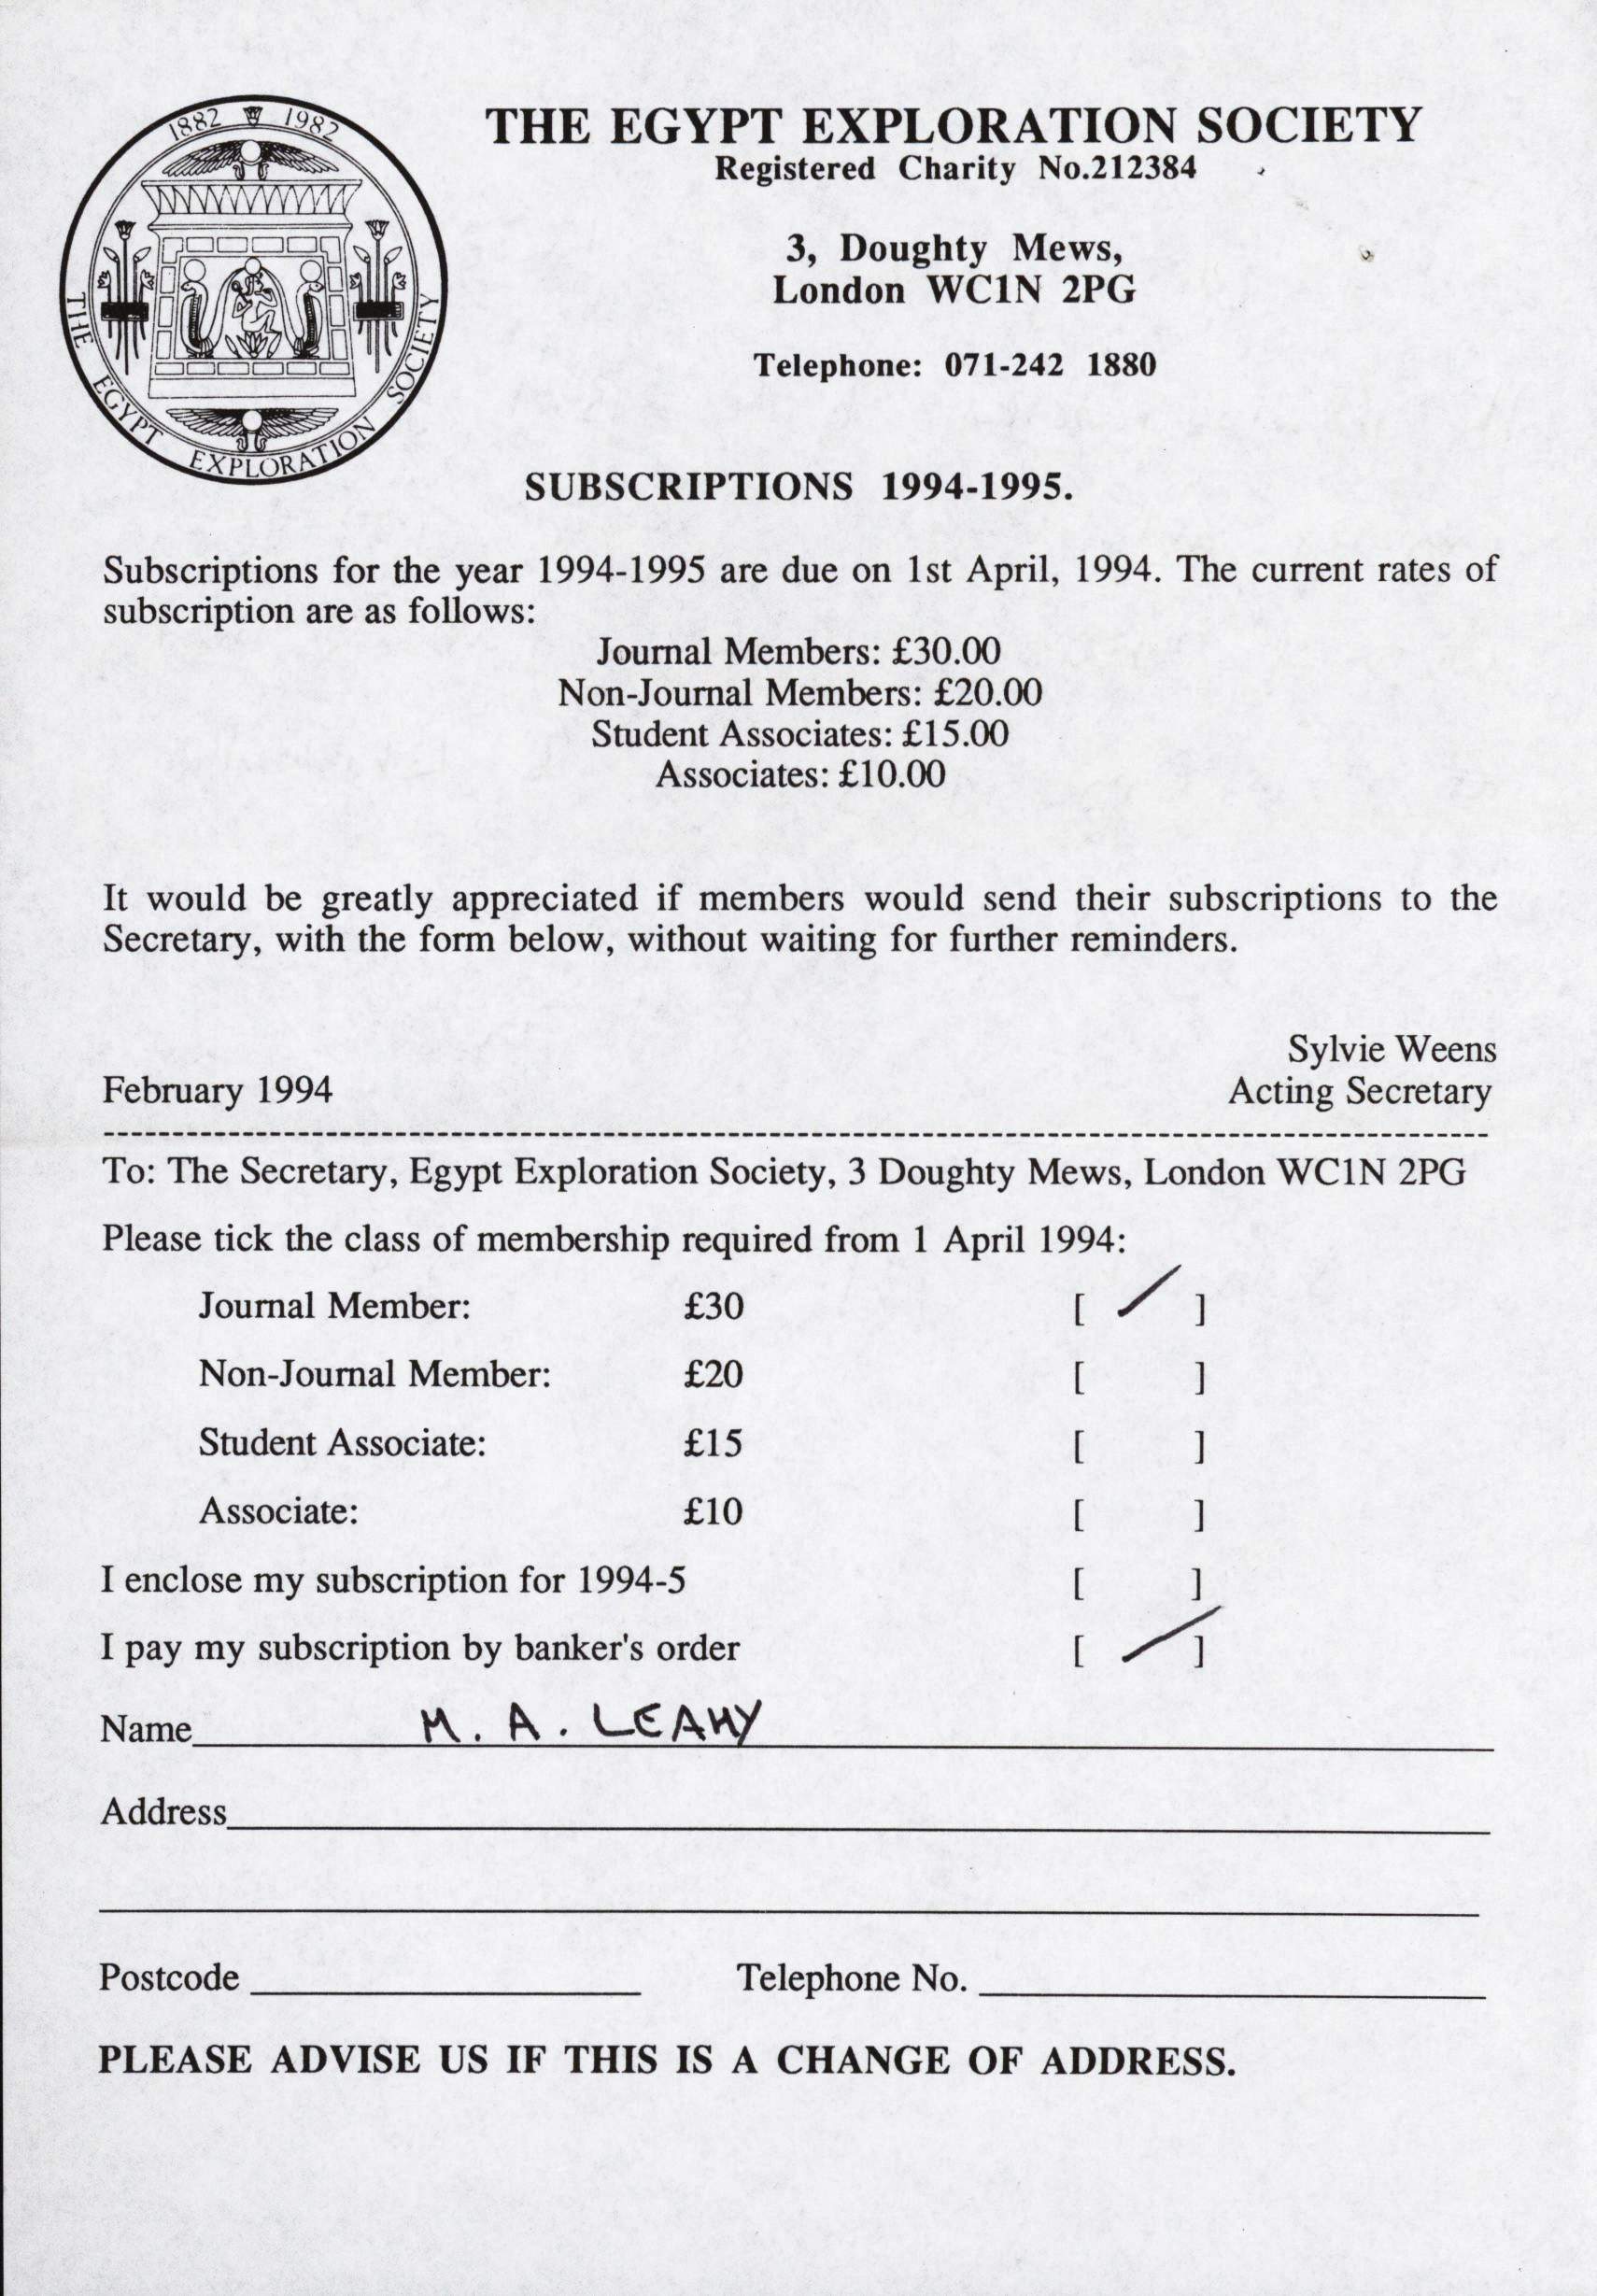 1882 1982
THE EGYPT EXPLORATION SOCIETY
THE EGYPT EXPLORATION SOCIETY
Registered Charity No.212384
3, Doughty Mews,
London WC1N 2PG
Telephone: 071-242 1880
SUBSCRIPTIONS 1994-1995.
Subscriptions for the year 1994-1995 are due on 1st April, 1994. The current rates of
subscription are as follows:
Journal Members: £30.00
Non-Journal Members: £20.00
Student Associates: £15.00
Associates: £10.00
It would be greatly appreciated if members would send their subscriptions to the
Secretary, with the form below, without waiting for further reminders.
Sylvie Weens
February 1994 Acting Secretary
To: The Secretary, Egypt Exploration Society, 3 Doughty Mews, London WC1N 2PG
Please tick the class of membership required from 1 April 1994:
Journal Member: £30 [ / ]
Non-Journal Member: £20 [ ]
Student Associate: £15 [ ]
Associate: £10 [ ]
I enclose my subscription for 1994-5 [ ]
I pay my subscription by banker's order [ / ]
Name M. A. LEAHY
Address
Postcode Telephone No.
PLEASE ADVISE US IF THIS IS A CHANGE OF ADDRESS.